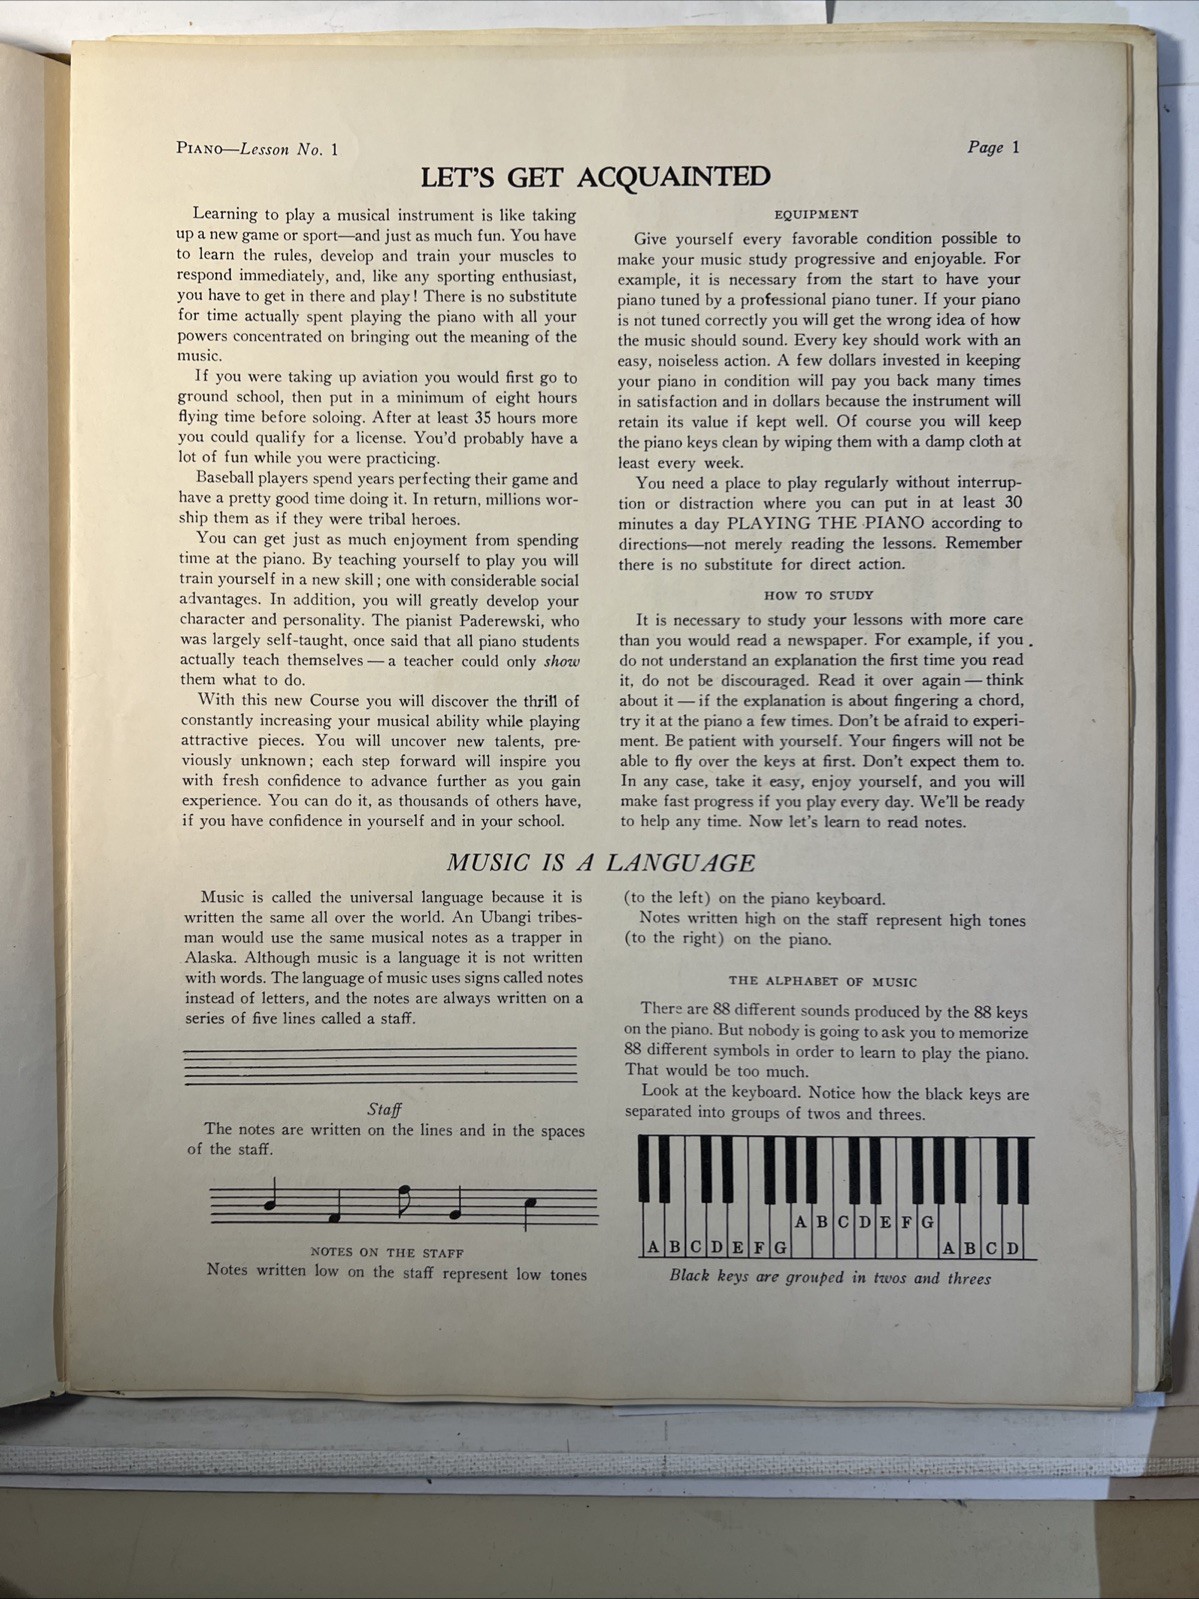 PIANO—Lesson No. 1
Page 1
LET'S GET ACQUAINTED
Learning to play a musical instrument is like taking
up a new game or sport—and just as much fun. You have
to learn the rules, develop and train your muscles to
respond immediately, and, like any sporting enthusiast,
you have to get in there and play! There is no substitute
for time actually spent playing the piano with all your
powers concentrated on bringing out the meaning of the
music.
If you were taking up aviation you would first go to
ground school, then put in a minimum of eight hours
flying time before soloing. After at least 35 hours more
you could qualify for a license. You'd probably have a
lot of fun while you were practicing.
Baseball players spend years perfecting their game and
have a pretty good time doing it. In return, millions wor-
ship them as if they were tribal heroes.
You can get just as much enjoyment from spending
time at the piano. By teaching yourself to play you will
train yourself in a new skill; one with considerable social
advantages. In addition, you will greatly develop your
character and personality. The pianist Paderewski, who
was largely self-taught, once said that all piano students
actually teach themselves — a teacher could only show
them what to do.
With this new Course you will discover the thrill of
constantly increasing your musical ability while playing
attractive pieces. You will uncover new talents, pre-
viously unknown; each step forward will inspire you
with fresh confidence to advance further as you gain
experience. You can do it, as thousands of others have,
if you have confidence in yourself and in your school.
EQUIPMENT
Give yourself every favorable condition possible to
make your music study progressive and enjoyable. For
example, it is necessary from the start to have your
piano tuned by a professional piano tuner. If your piano
is not tuned correctly you will get the wrong idea of how
the music should sound. Every key should work with an
easy, noiseless action. A few dollars invested in keeping
your piano in condition will pay you back many times
in satisfaction and in dollars because the instrument will
retain its value if kept well. Of course you will keep
the piano keys clean by wiping them with a damp cloth at
least every week.
You need a place to play regularly without interrup-
tion or distraction where you can put in at least 30
minutes a day PLAYING THE PIANO according to
directions—not merely reading the lessons. Remember
there is no substitute for direct action.
HOW TO STUDY
It is necessary to study your lessons with more care
than you would read a newspaper. For example, if you
do not understand an explanation the first time you read
it, do not be discouraged. Read it over again — think
about it — if the explanation is about fingering a chord,
try it at the piano a few times. Don't be afraid to experi-
ment. Be patient with yourself. Your fingers will not be
able to fly over the keys at first. Don't expect them to.
In any case, take it easy, enjoy yourself, and you will
make fast progress if you play every day. We'll be ready
to help any time. Now let's learn to read notes.
MUSIC IS A LANGUAGE
Music is called the universal language because it is
written the same all over the world. An Ubangi tribes-
man would use the same musical notes as a trapper in
Alaska. Although music is a language it is not written
with words. The language of music uses signs called notes
instead of letters, and the notes are always written on a
series of five lines called a staff.
Staff
The notes are written on the lines and in the spaces
of the staff.
NOTES ON THE STAFF
Notes written low on the staff represent low tones
(to the left) on the piano keyboard.
Notes written high on the staff represent high tones
(to the right) on the piano.
THE ALPHABET OF MUSIC
There are 88 different sounds produced by the 88 keys
on the piano. But nobody is going to ask you to memorize
88 different symbols in order to learn to play the piano.
That would be too much.
Look at the keyboard. Notice how the black keys are
separated into groups of twos and threes.
A B C D E F G
A B C D E F G
A B C D
Black keys are grouped in twos and threes